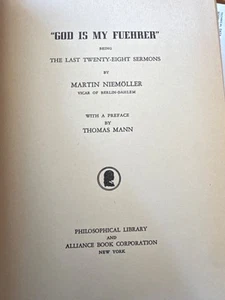 "GOD IS MY FUEHRER"
BEING
THE LAST TWENTY-EIGHT SERMONS
BY
MARTIN NIEMÖLLER
VICAR OF BERLIN-DAHLEM
WITH A PREFACE
BY
THOMAS MANN
PHILOSOPHICAL LIBRARY
AND
ALLIANCE BOOK CORPORATION
NEW YORK